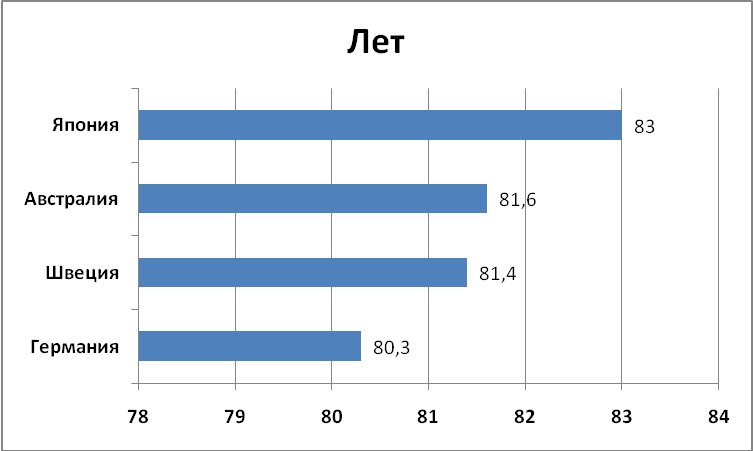 Лет
Япония
83
Австралия
81,6
Швеция
81,4
Германия
80,3
78 79 80 81 82 83 84